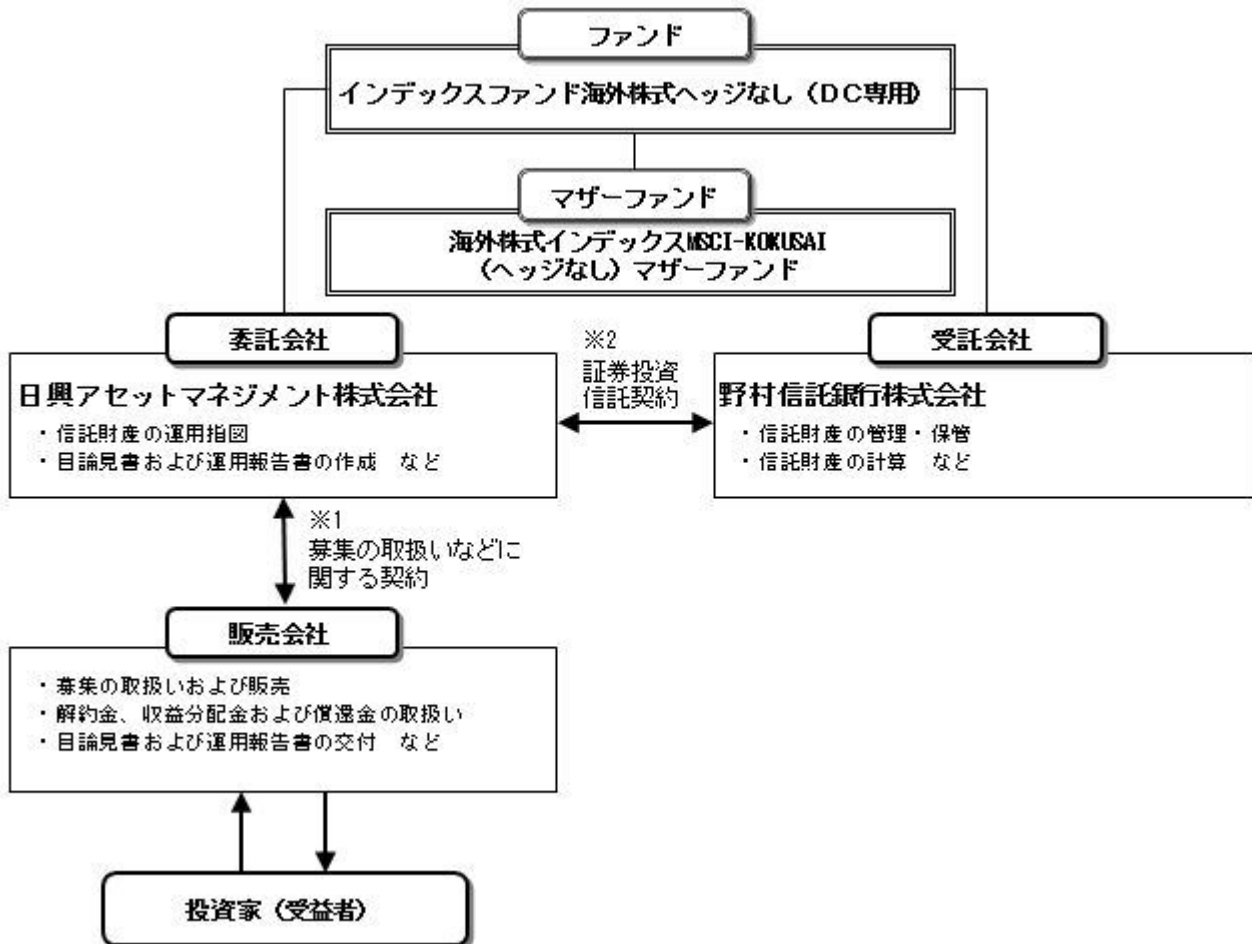 ファンド
インデックスファンド海外株式ヘッジなし（DC専用）
マザーファンド
海外株式インデックスMSCI-KOKUSAI
（ヘッジなし）マザーファンド
委託会社
日興アセットマネジメント株式会社
・信託財産の運用指図
・目論見書および運用報告書の作成　など
※2
証券投資
信託契約
受託会社
野村信託銀行株式会社
・信託財産の管理・保管
・信託財産の計算　など
※1
募集の取扱いなどに
関する契約
販売会社
・募集の取扱いおよび販売
・解約金、収益分配金および償還金の取扱い
・目論見書および運用報告書の交付　など
投資家（受益者）